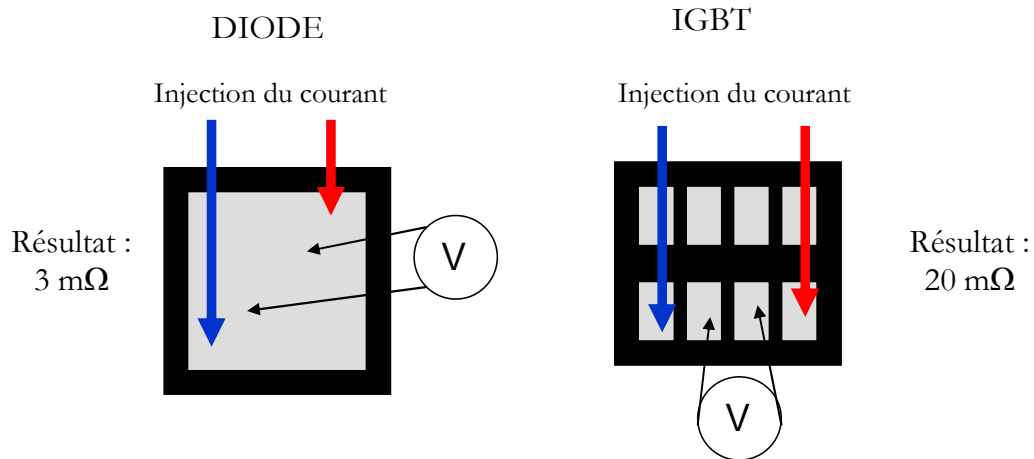 DIODE
Injection du courant
Résultat :
3 mΩ
V
IGBT
Injection du courant
Résultat :
20 mΩ
V